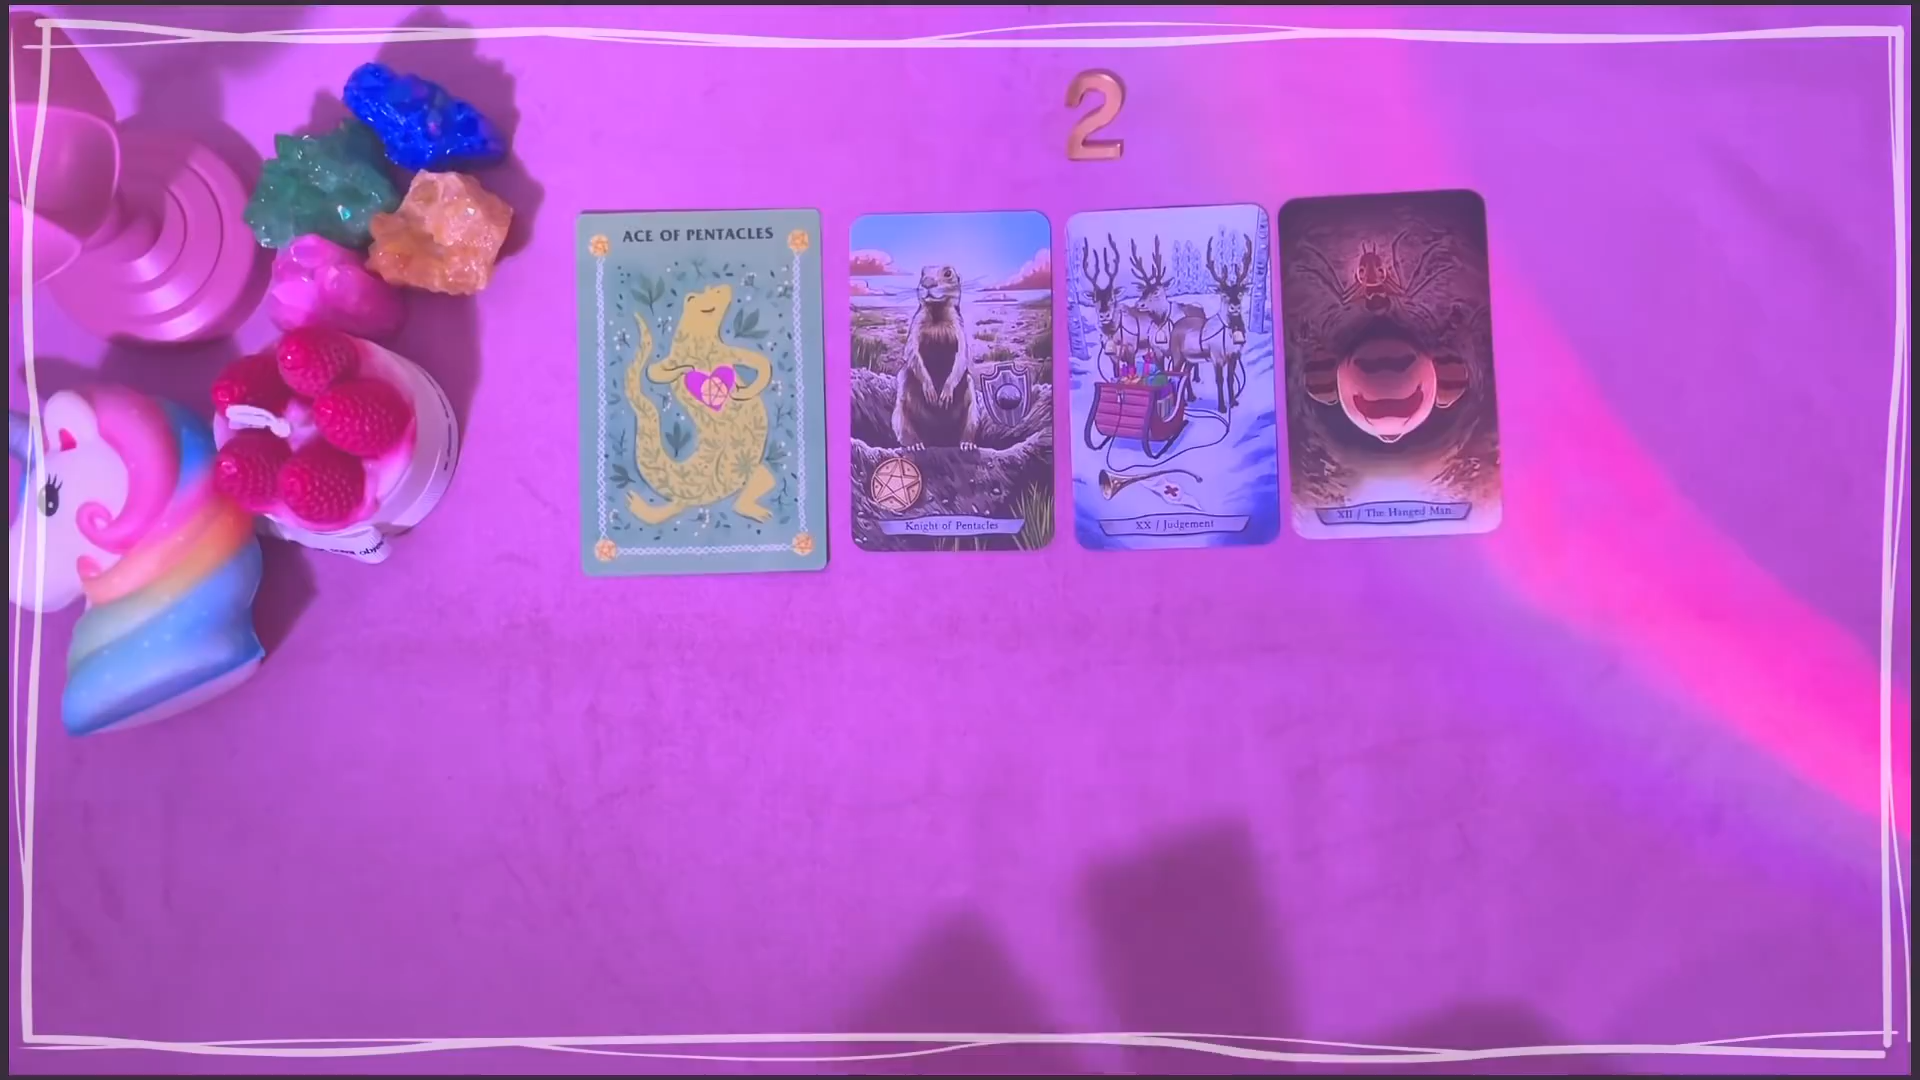 2
ACE OF PENTACLES
Knight of Pentacles
XX / Judgement
XII / The Hanged Man